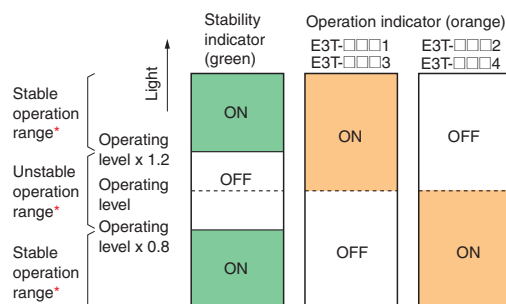 Stability
indicator
(green)
Operation indicator (orange)
E3T-□□□1
E3T-□□□3
E3T-□□□2
E3T-□□□4
Light
Stable
operation
range*
Operating
level x 1.2
Unstable
operation
range*
Operating
level
Operating
level x 0.8
Stable
operation
range*
ON
OFF
ON
ON
OFF
OFF
ON